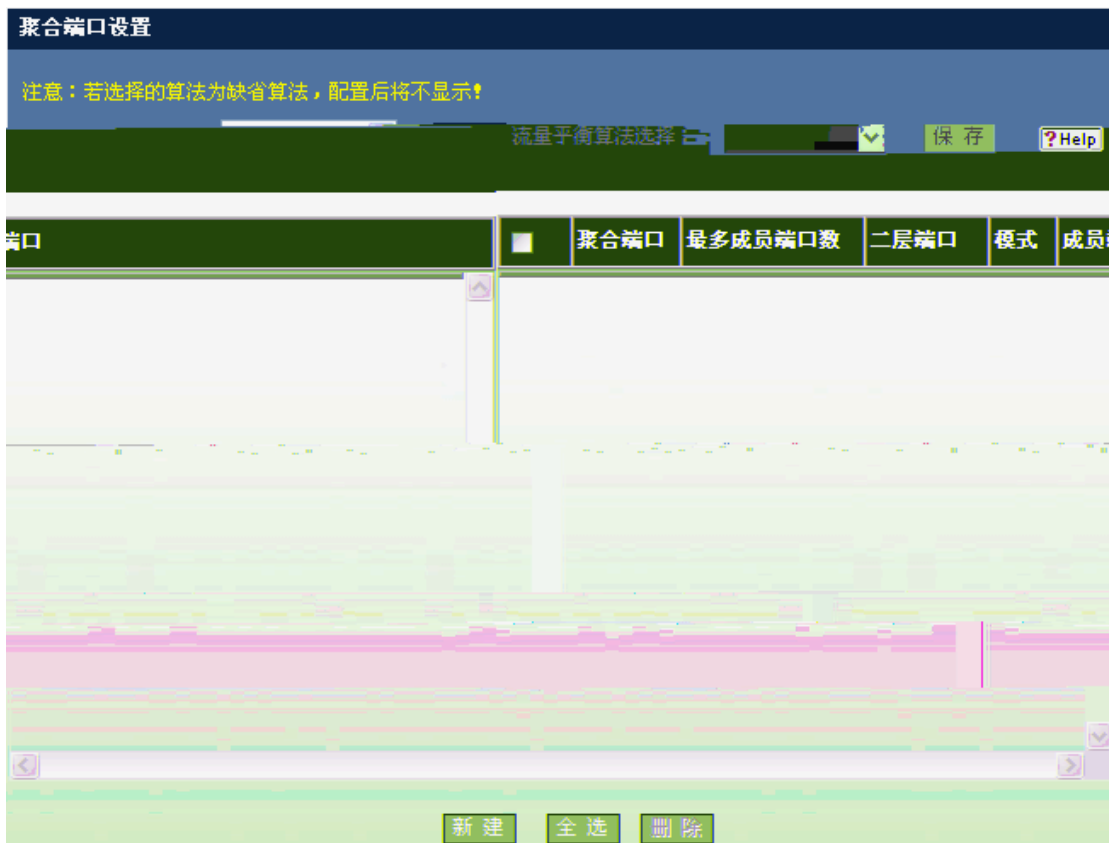 聚合端口设置
注意：若选择的算法为缺省算法，配置后将不显示！
流量平衡算法选择 保存 ?Help
端口 聚合端口 最多成员端口数 二层端口 模式 成员
新建 全选 删除